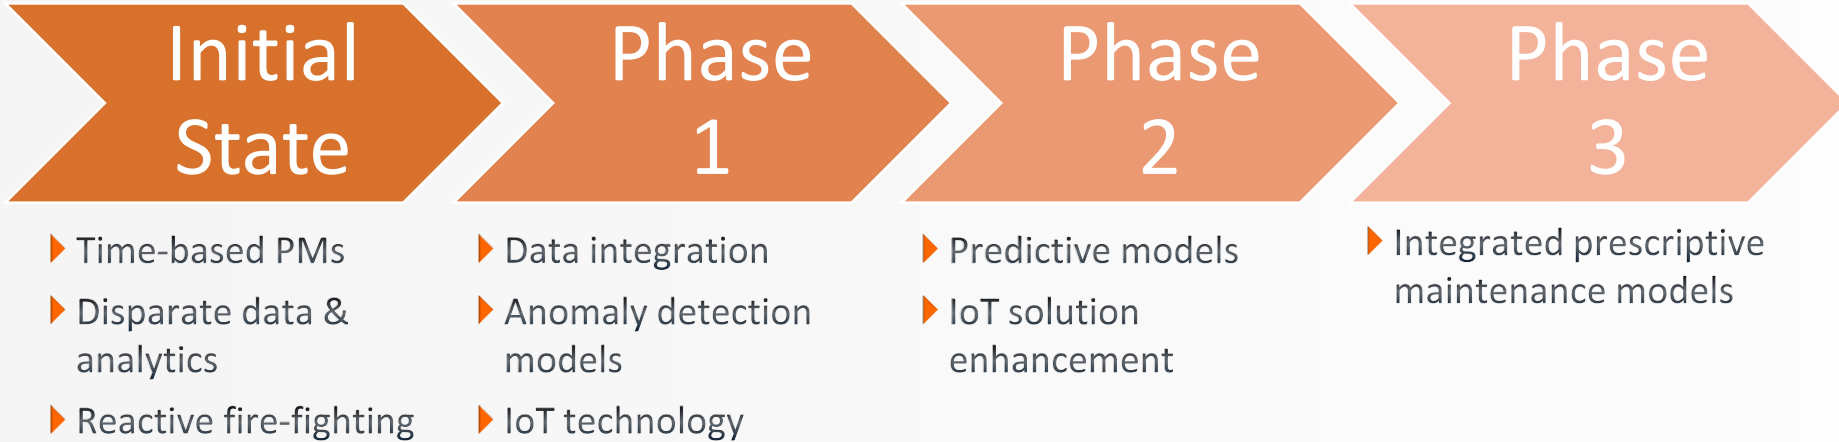 Initial
State
Time-based PMs
Disparate data &
analytics
Reactive fire-fighting
Phase
1
Data integration
Anomaly detection
models
IoT technology
Phase
2
Predictive models
IoT solution
enhancement
Phase
3
Integrated prescriptive
maintenance models